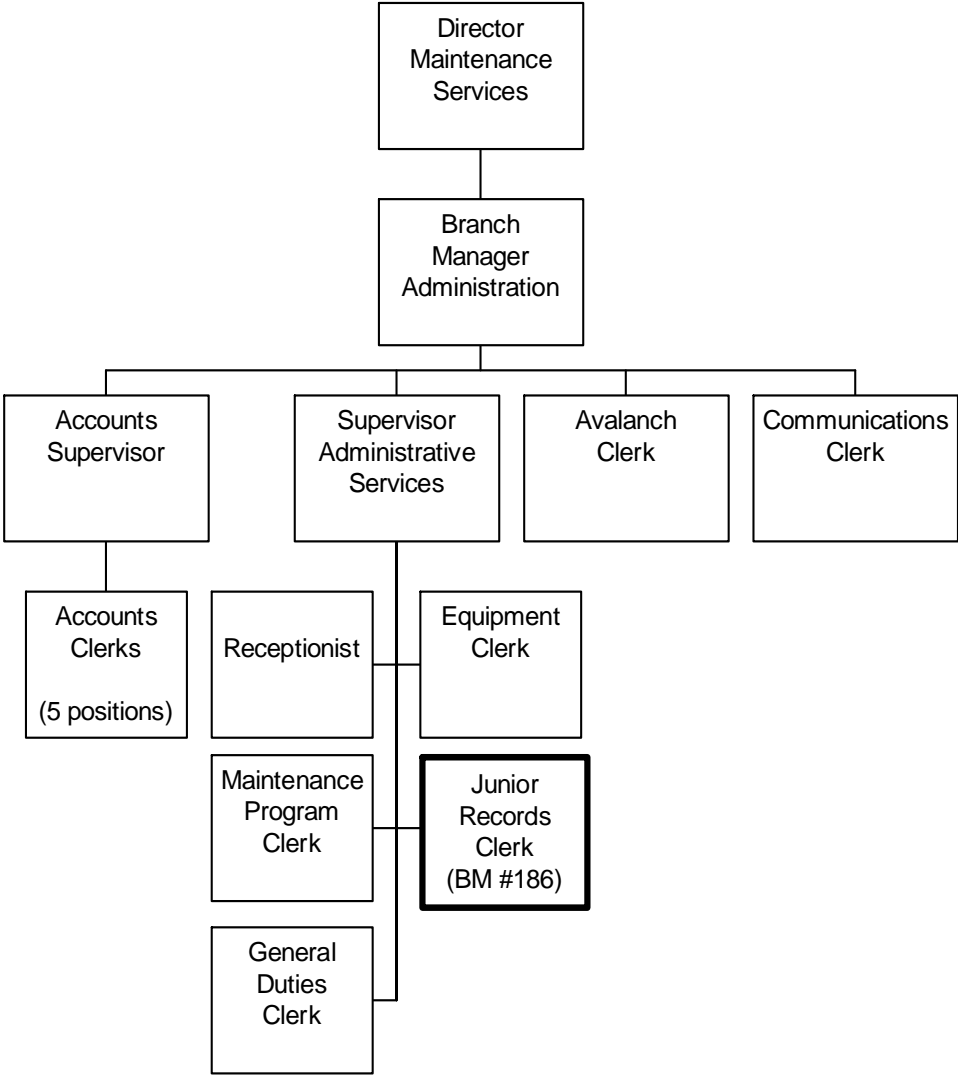 Director
Maintenance
Services
Branch
Manager
Administration
Accounts
Supervisor
Supervisor
Administrative
Services
Avalanch
Clerk
Communications
Clerk
Accounts
Clerks
(5 positions)
Receptionist
Equipment
Clerk
Maintenance
Program
Clerk
Junior
Records
Clerk
(BM #186)
General
Duties
Clerk